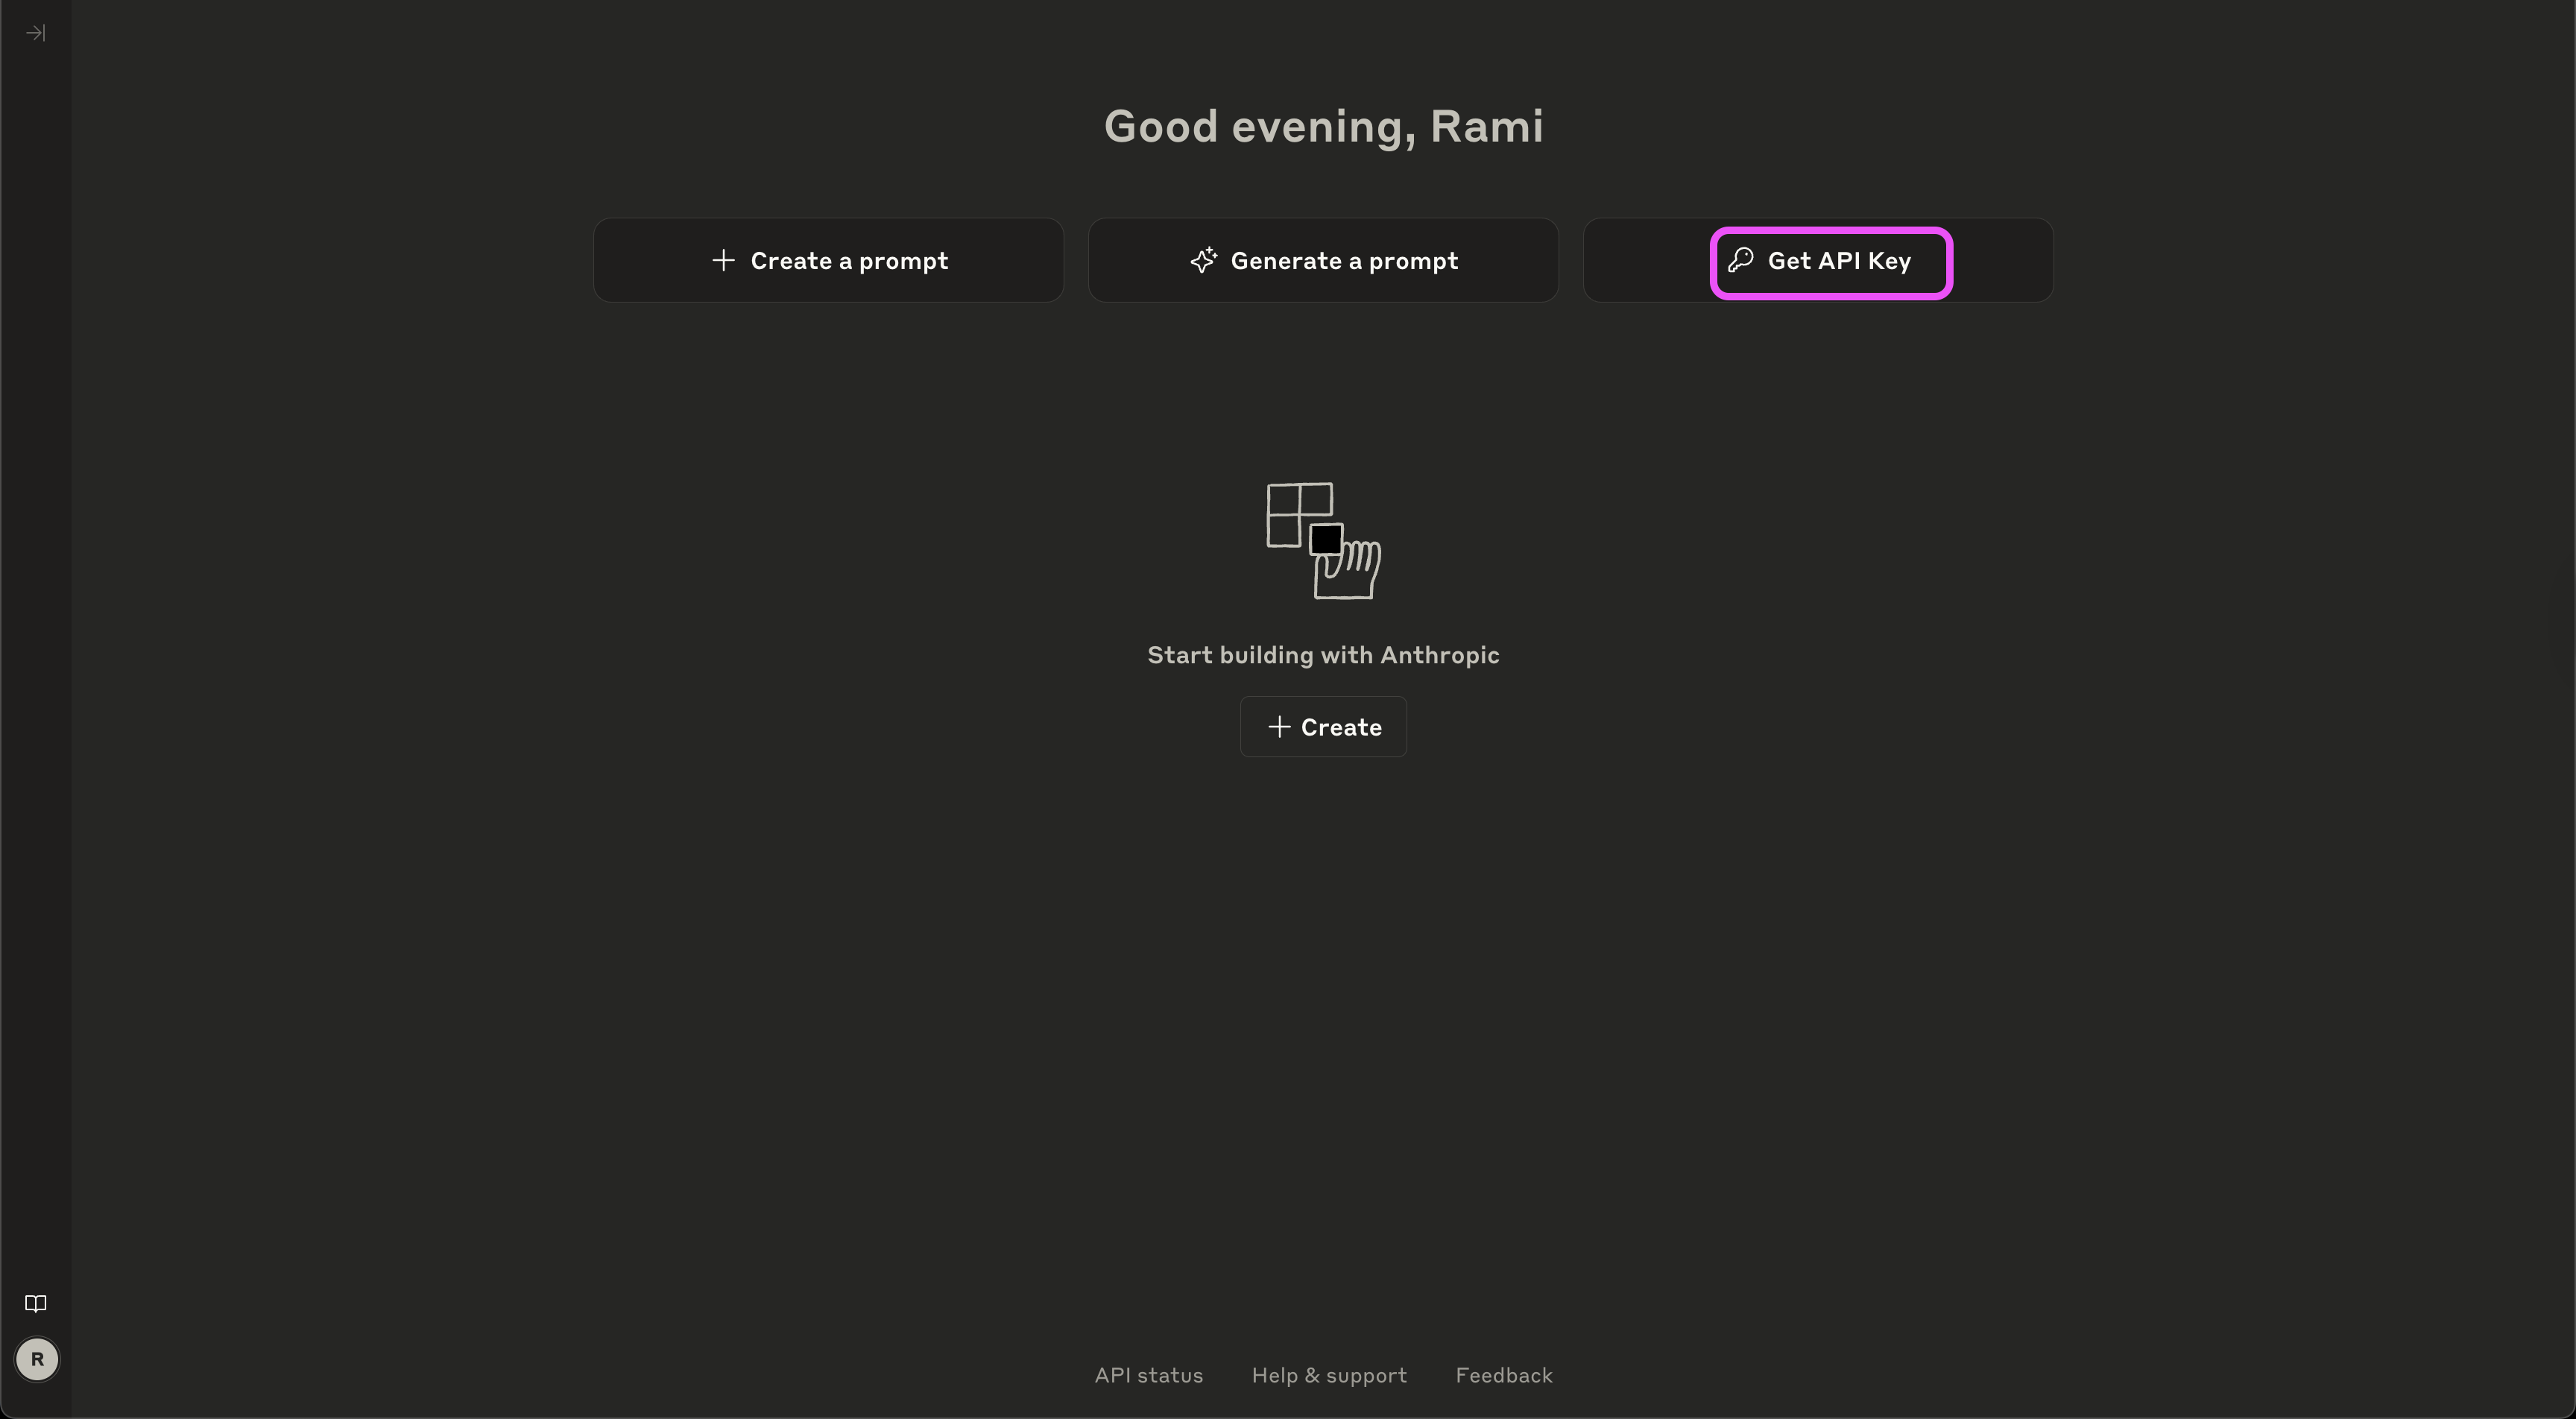 Good evening, Rami
Create a prompt
Generate a prompt
Get API Key
Start building with Anthropic
Create
R
API status
Help & support
Feedback